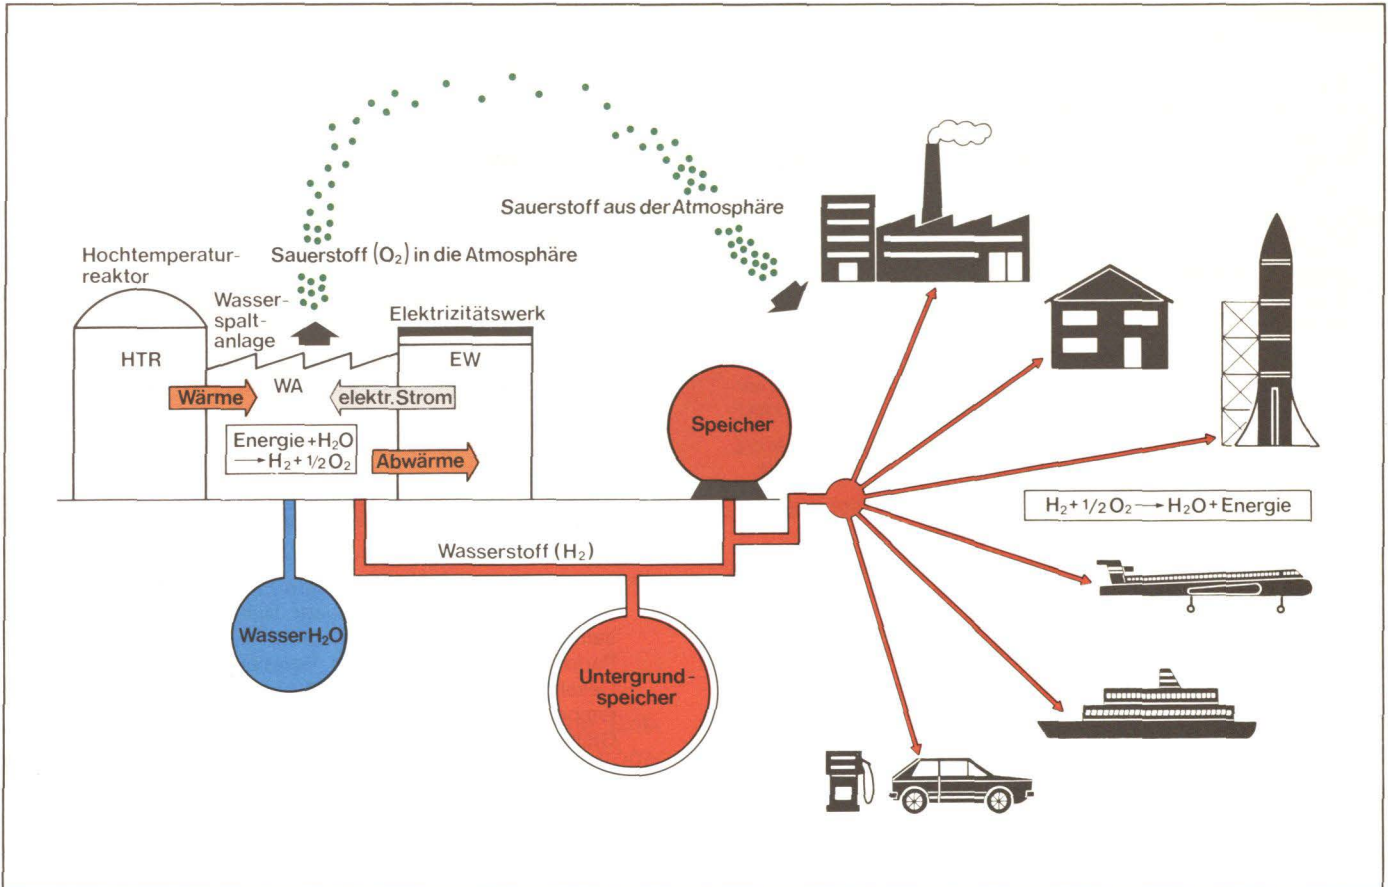 Sauerstoff aus der Atmosphäre
Hochtemperatur-
reaktor
Sauerstoff (O₂) in die Atmosphäre
Wasser-
spalt-
anlage
Elektrizitätswerk
HTR
WA
EW
Wärme
elektr. Strom
Energie + H₂O
→ H₂ + 1/2 O₂
Abwärme
Speicher
H₂ + 1/2 O₂ → H₂O + Energie
Wasserstoff (H₂)
Wasser H₂O
Untergrund-
speicher